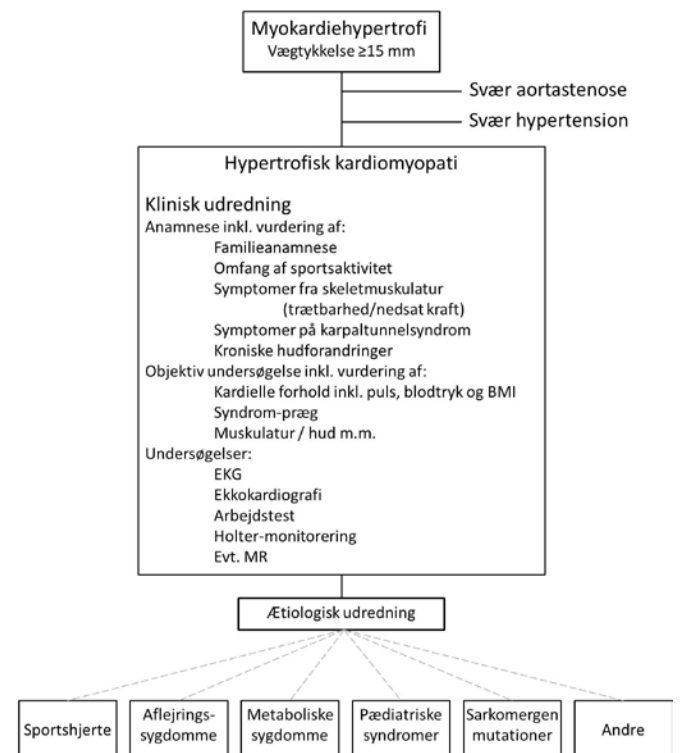 Myokardiehypertrofi
Vægtykkelse ≥15 mm
Svær aortastenose
Svær hypertension
Hypertrofisk kardiomyopati
Klinisk udredning
Anamnese inkl. vurdering af:
Familieanamnese
Omfang af sportsaktivitet
Symptomer fra skeletmuskulatur
(trætbarhed/nedsat kraft)
Symptomer på karpaltunnelsyndrom
Kroniske hudforandringer
Objektiv undersøgelse inkl. vurdering af:
Kardielle forhold inkl. puls, blodtryk og BMI
Syndrom-præg
Muskulatur / hud m.m.
Undersøgelser:
EKG
Ekkokardiografi
Arbejdstest
Holter-monitorering
Evt. MR
Ætiologisk udredning
Sportshjerte
Aflejrings-
sygdomme
Metaboliske
sygdomme
Pædiatriske
syndromer
Sarkomergen
mutationer
Andre